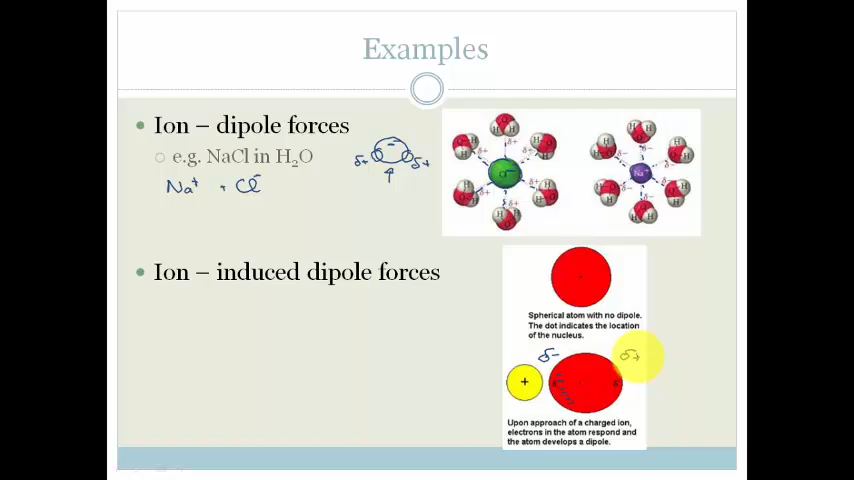 Examples
Ion – dipole forces
e.g. NaCl in H₂O
δ+ − δ+
Na⁺ + Cl⁻
H O H δ+ Cl⁻
H O H δ− Na⁺
Ion – induced dipole forces
Spherical atom with no dipole.
The dot indicates the location
of the nucleus.
δ− δ+
+
Upon approach of a charged ion,
electrons in the atom respond and
the atom develops a dipole.